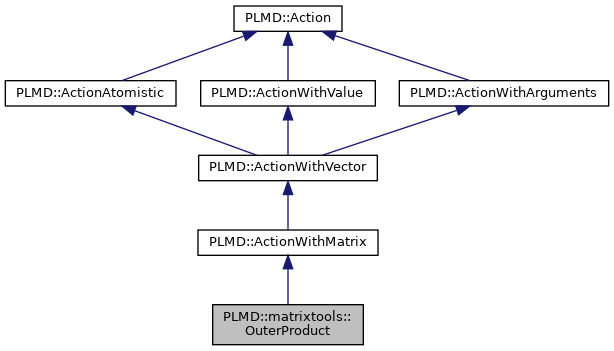 PLMD::Action
PLMD::ActionAtomistic
PLMD::ActionWithValue
PLMD::ActionWithArguments
PLMD::ActionWithVector
PLMD::ActionWithMatrix
PLMD::matrixtools::
OuterProduct